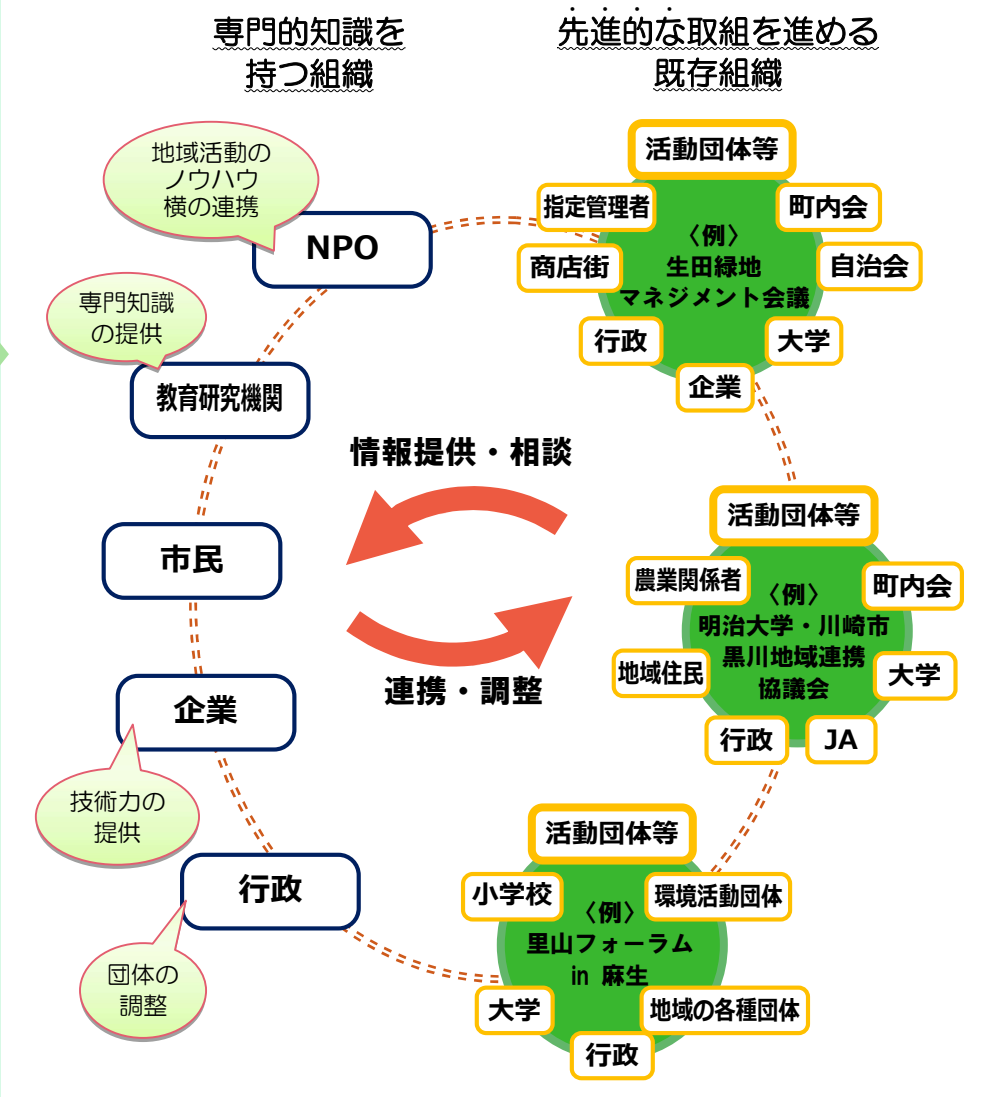 専門的知識を
持つ組織
先進的な取組を進める
既存組織
地域活動の
ノウハウ
横の連携
NPO
専門知識
の提供
教育研究機関
市民
企業
技術力の
提供
行政
団体の
調整
情報提供・相談
連携・調整
活動団体等
指定管理者
町内会
商店街
自治会
〈例〉
生田緑地
マネジメント会議
行政
大学
企業
活動団体等
農業関係者
町内会
〈例〉
明治大学・川崎市
黒川地域連携
協議会
地域住民
大学
行政
JA
活動団体等
小学校
環境活動団体
〈例〉
里山フォーラム
in 麻生
大学
地域の各種団体
行政